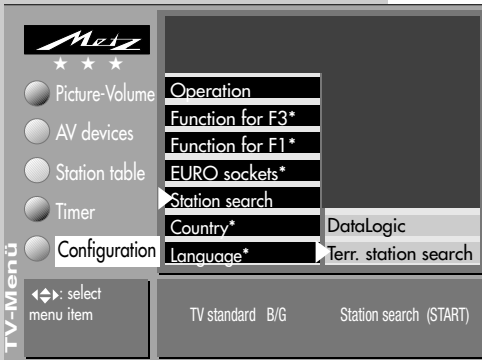 Metz
Picture-Volume
AV devices
Station table
Timer
Configuration
Operation
Function for F3*
Function for F1*
EURO sockets*
Station search
Country*
Language*
DataLogic
Terr. station search
TV-Menü
: select
menu item
TV standard B/G
Station search (START)